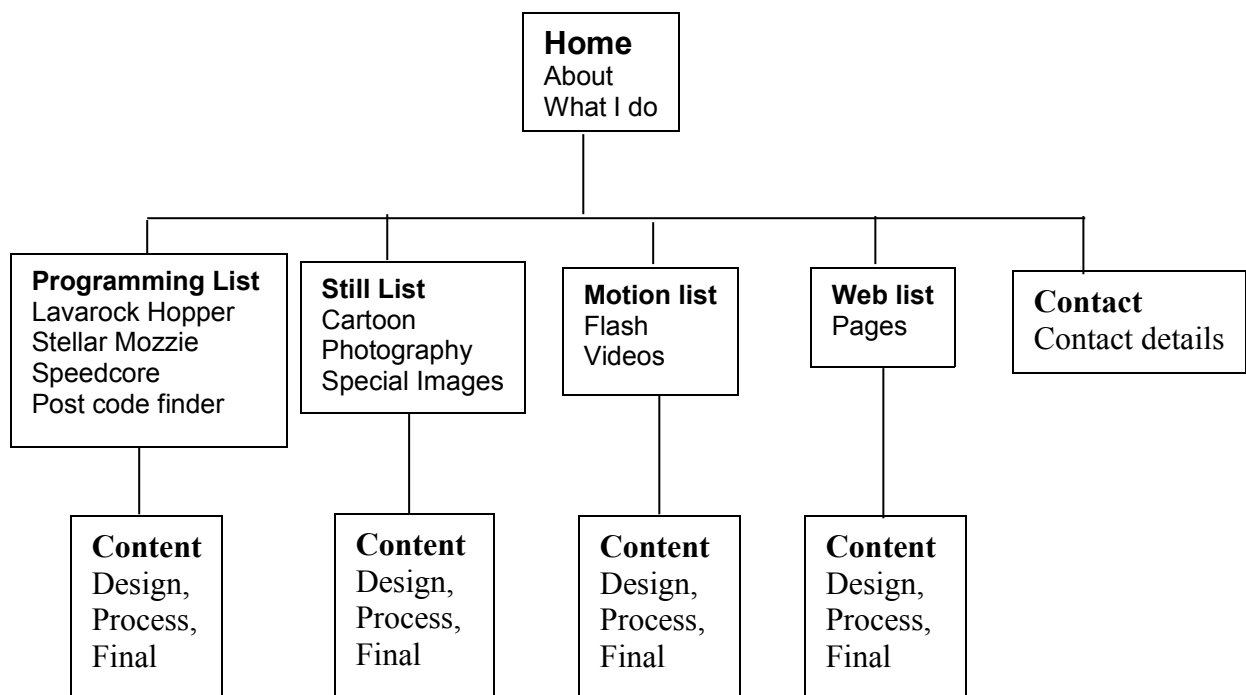 Home
About
What I do
Programming List
Lavarock Hopper
Stellar Mozzie
Speedcore
Post code finder
Still List
Cartoon
Photography
Special Images
Motion list
Flash
Videos
Web list
Pages
Contact
Contact details
Content
Design,
Process,
Final
Content
Design,
Process,
Final
Content
Design,
Process,
Final
Content
Design,
Process,
Final